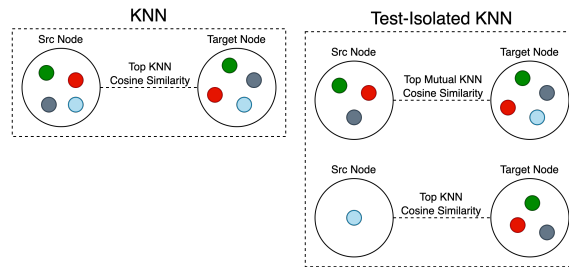 KNN
Src Node
Target Node
Top KNN
Cosine Similarity
Test-Isolated KNN
Src Node
Target Node
Top Mutual KNN
Cosine Similarity
Src Node
Target Node
Top KNN
Cosine Similarity